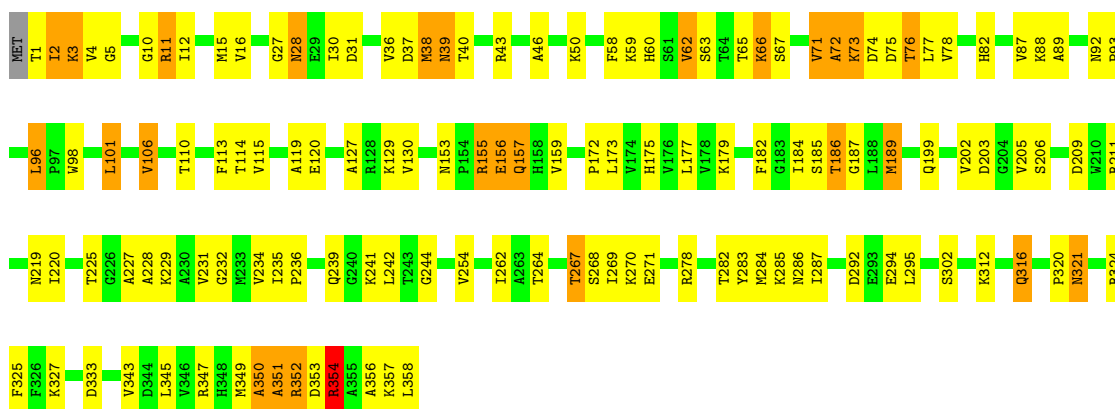 MET T1 I2 K3 V4 G5 G10 R11 I12 M15 V16 G27 N28 E29 I30 D31 V36 D37 M38 N39 T40 R43 A46 K50 F58 K59 H60 S61 V62 S63 T64 T65 K66 S67 V71 A72 K73 D74 D75 T76 L77 V78 H82 V87 K88 A89 N92
L96 P97 W98 L101 V106 T110 F113 T114 V115 A119 E120 A127 R128 K129 V130 N153 P154 R155 E156 Q157 H158 V159 P172 L173 V174 H175 V176 L177 V178 K179 F182 G183 I184 S185 T186 G187 L188 M189 Q199 V202 D203 G204 V205 S206 D209 W210
N219 I220 T225 G226 A227 A228 K229 A230 V231 G232 M233 V234 I235 P236 Q239 G240 K241 L242 T243 G244 V254 I262 A263 T264 T267 S268 I269 K270 E271 R278 T282 Y283 M284 K285 N286 I287 D292 E293 E294 L295 S302 K312 Q316 P320 N321
F325 F326 K327 D333 V343 D344 L345 V346 R347 H348 M349 A350 A351 R352 D353 R354 A355 A356 K357 L358